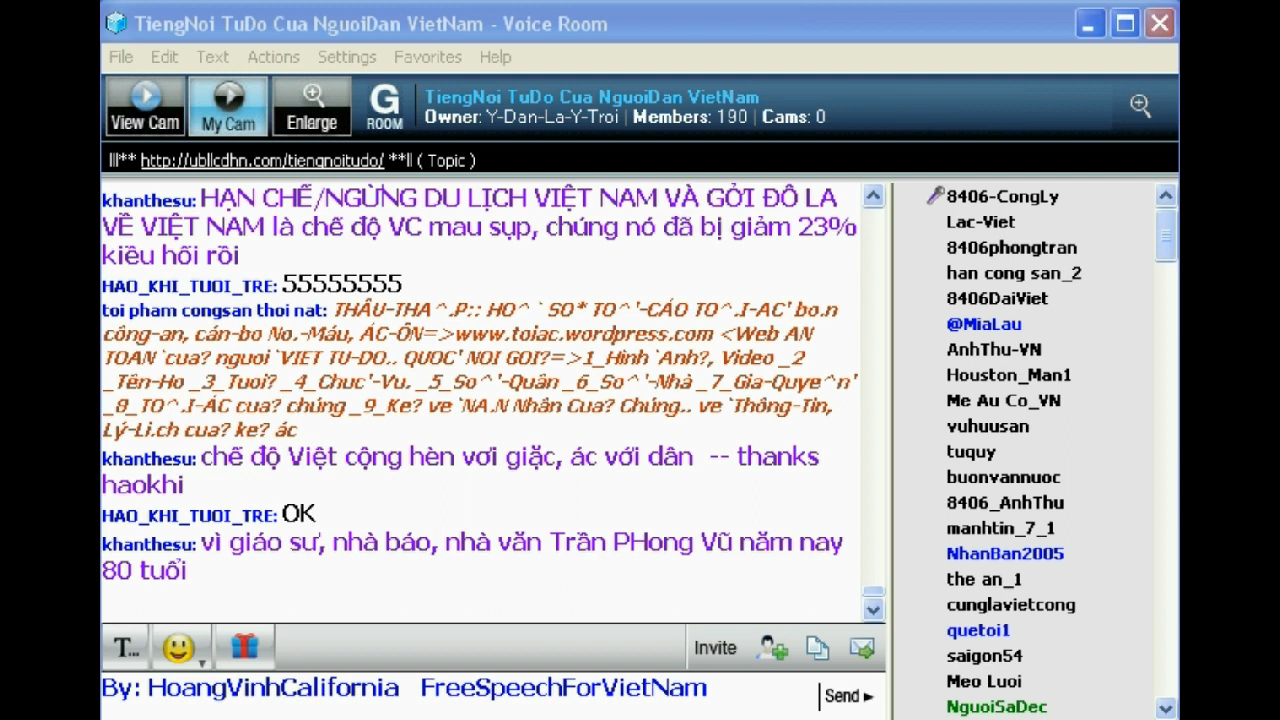 TiengNoi TuDo Cua NguoiDan VietNam - Voice Room
File Edit Text Actions Settings Favorites Help
View Cam My Cam Enlarge G ROOM
TiengNoi TuDo Cua NguoiDan VietNam
Owner: Y-Dan-La-Y-Troi | Members: 190 | Cams: 0
lll** http://ubllcdhn.com/tiengnoitudo/ **ll ( Topic )
khanthesu: HẠN CHẾ/NGỪNG DU LỊCH VIỆT NAM VÀ GỞI ĐÔ LA
VỀ VIỆT NAM là chế độ VC mau sụp, chúng nó đã bị giảm 23%
kiều hối rồi
HAO_KHI_TUOI_TRE: 55555555
toi pham congsan thoi nat: THÂU-THA^.P:: HO^` SO* TO^'-CÁO TO^.I-AC' bo.n
công-an, cán-bo No.-Máu, ÁC-ÔN=>www.toiac.wordpress.com <Web AN
TOAN`cua? nguoi`VIET TU-DO.. QUOC' NOI GOI?=>1_Hinh`Anh?, Video _2
_Tên-Ho _3_Tuoi? _4_Chuc'-Vu. _5_So^'-Quân _6_So^'-Nhà _7_Gia-Quye^n'
_8_TO^.I-ÁC cua? chúng _9_Ke? ve`NA.N Nhân Cua? Chúng.. ve`Thông-Tin,
Lý-Li.ch cua? ke? ác
khanthesu: chế độ Việt cộng hèn vơi giặc, ác với dân -- thanks
haokhi
HAO_KHI_TUOI_TRE: OK
khanthesu: vì giáo sư, nhà báo, nhà văn Trần PHong Vũ năm nay
80 tuổi
T... Invite
By: HoangVinhCalifornia FreeSpeechForVietNam
Send
8406-CongLy
Lac-Viet
8406phongtran
han cong san_2
8406DaiViet
@MiaLau
AnhThu-VN
Houston_Man1
Me Au Co_VN
vuhuusan
tuquy
buonvannuoc
8406_AnhThu
manhtin_7_1
NhanBan2005
the an_1
cunglavietcong
quetoi1
saigon54
Meo Luoi
NguoiSaDec